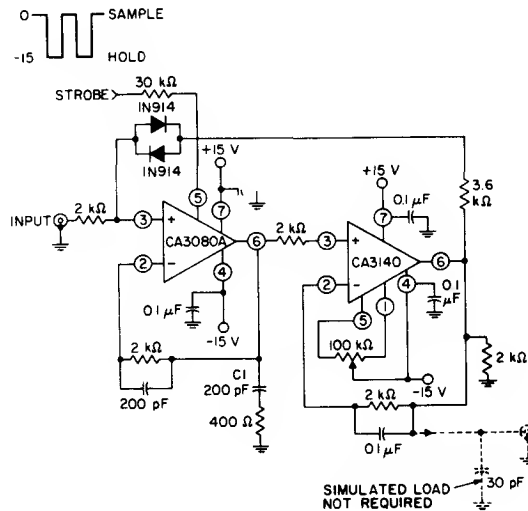 0
SAMPLE
-15
HOLD
30 kΩ
STROBE
1N914
1N914
+15 V
+15 V
3.6
kΩ
0.1 µF
5
7
7
INPUT
2 kΩ
3
+
CA3080A
6
2 kΩ
3
+
CA3140
6
2
-
4
2
-
4
0.1
µF
5
1
0.1 µF
-15 V
100 kΩ
2 kΩ
-15 V
2 kΩ
200 pF
C1
200 pF
400 Ω
2 kΩ
0.1 µF
30 pF
SIMULATED LOAD
NOT REQUIRED